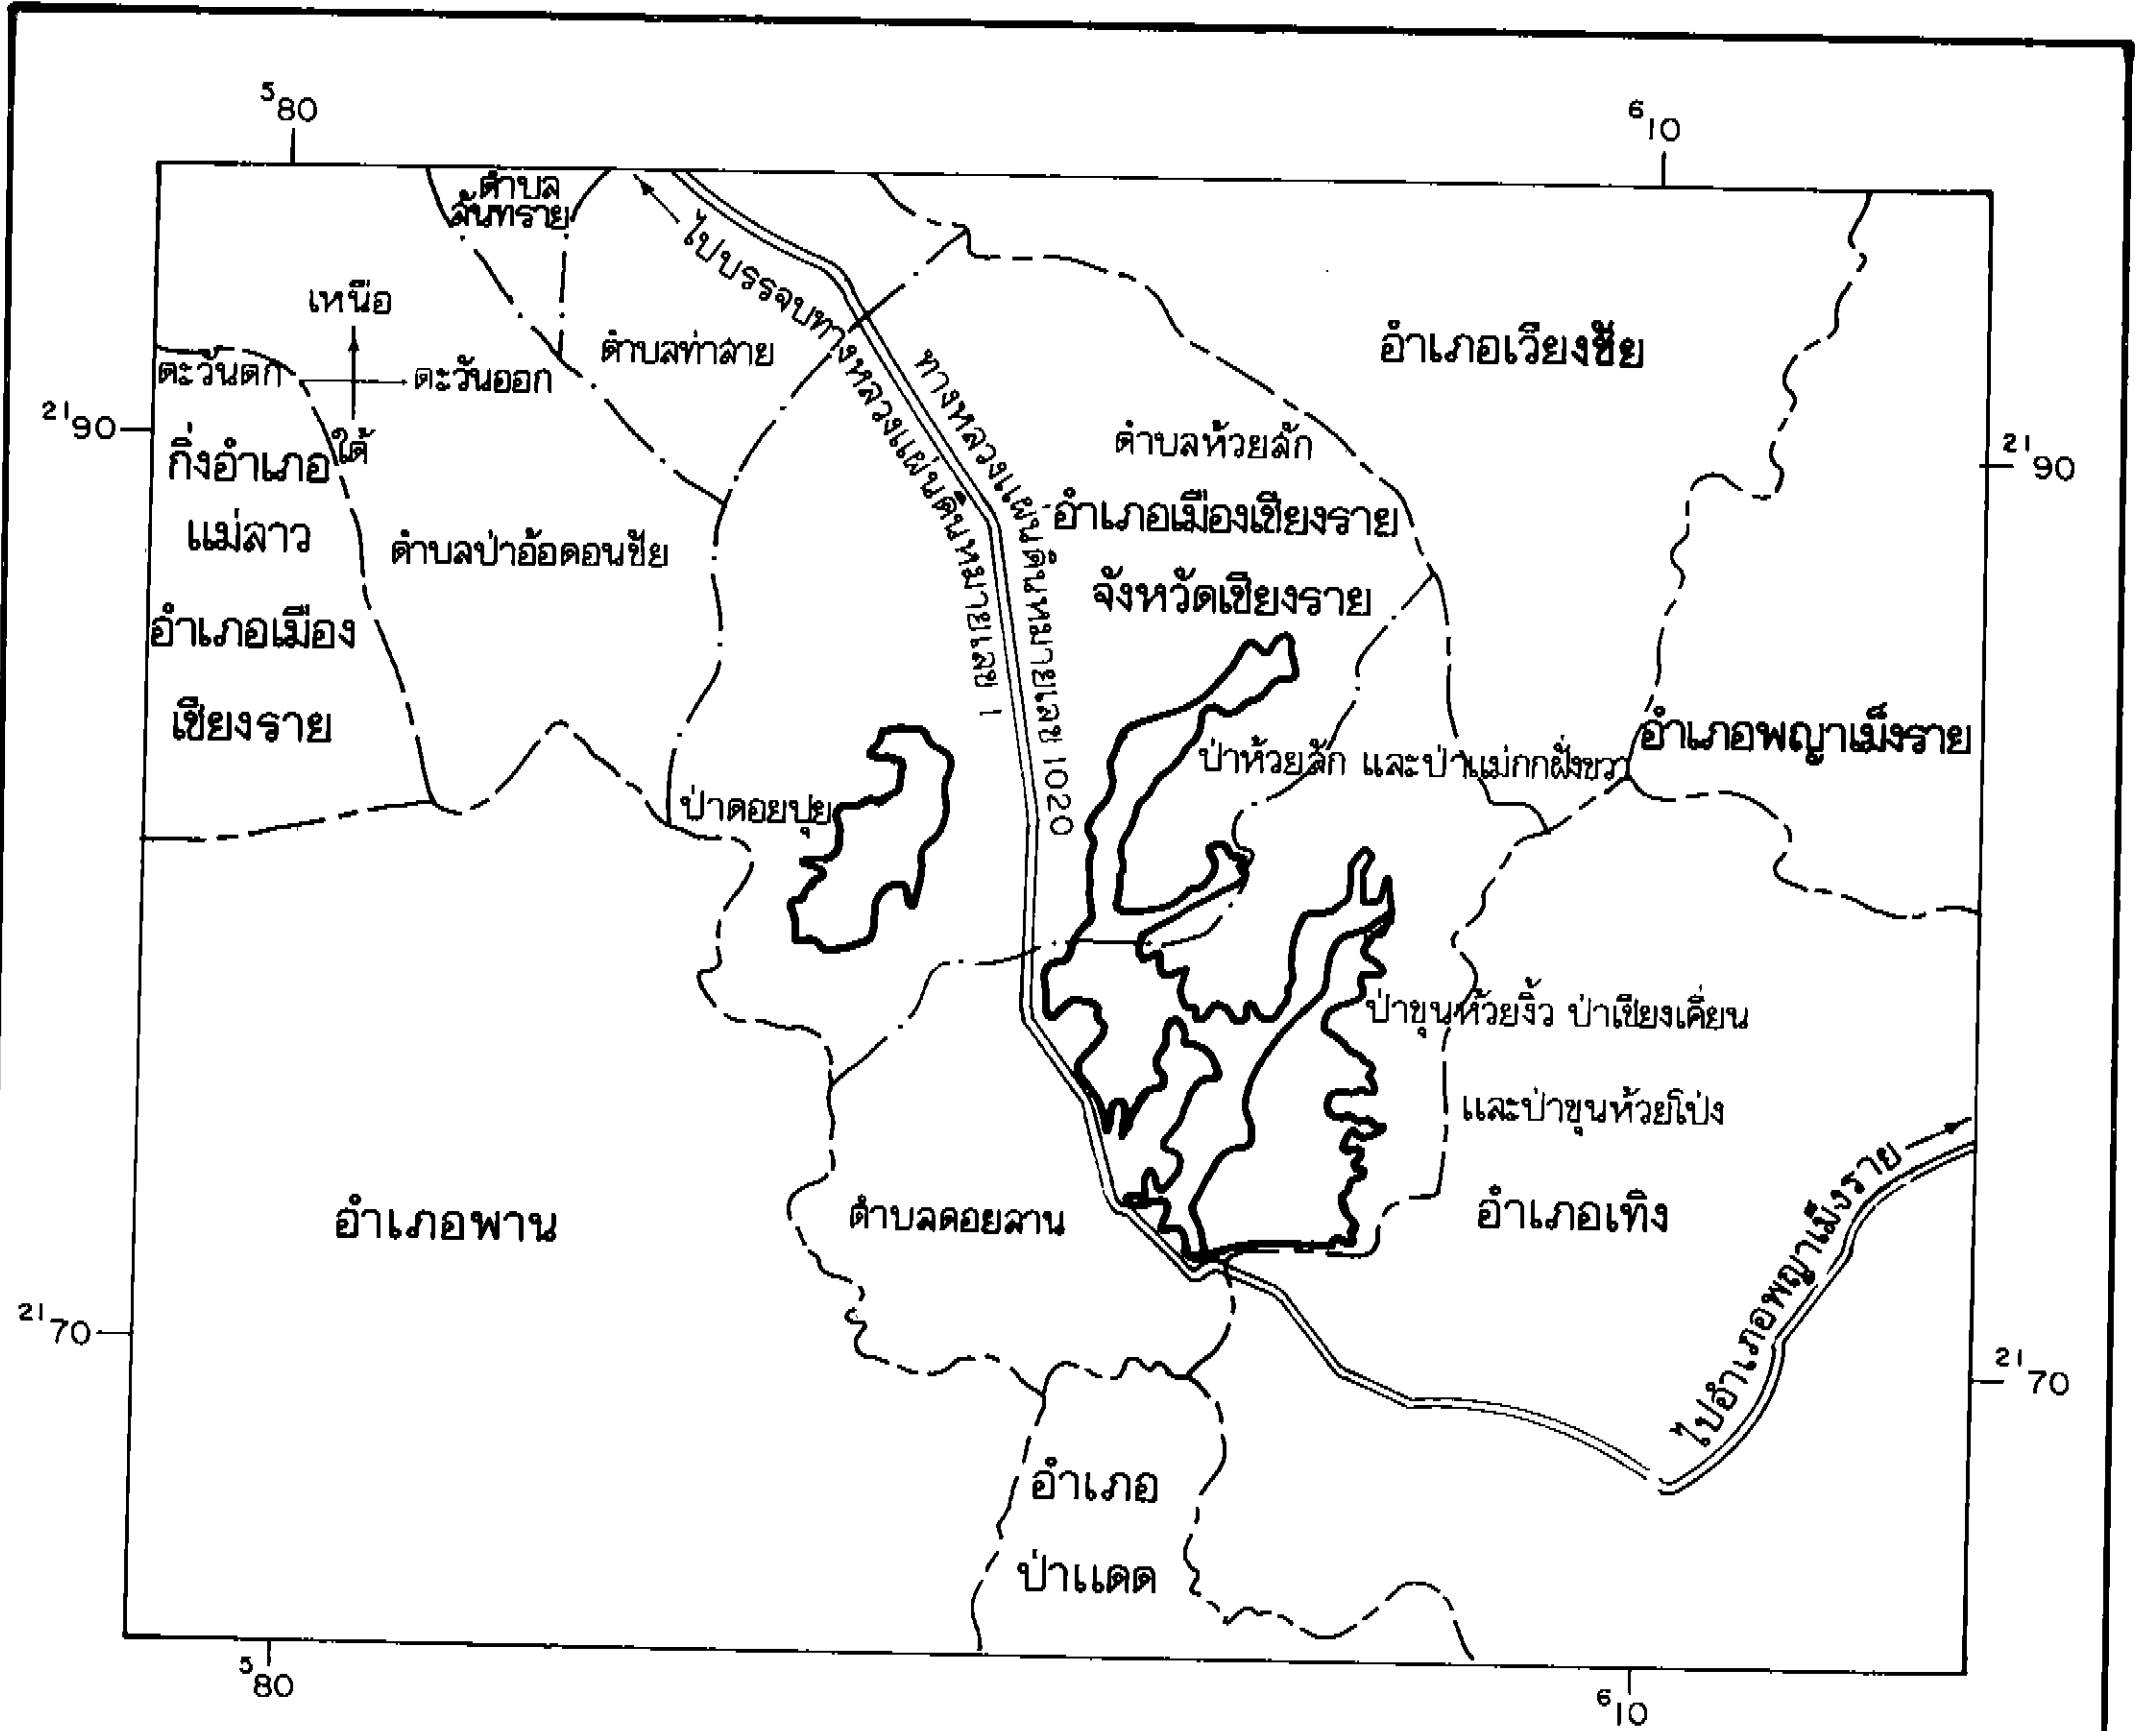 580
610
ตำบล
สันทราย
ไปบรรจบทางหลวงแผ่นดินหมายเลข 1
เหนือ
ตะวันตก
ตะวันออก
ใต้
ตำบลท่าสาย
อำเภอเวียงชัย
2190
2190
ทางหลวงแผ่นดินหมายเลข 1020
ตำบลห้วยสัก
กิ่งอำเภอ
แม่ลาว
อำเภอเมือง
เชียงราย
ตำบลป่าอ้อดอนชัย
อำเภอเมืองเชียงราย
จังหวัดเชียงราย
ป่าห้วยสัก และป่าแม่กกฝั่งขวา
อำเภอพญาเม็งราย
ป่าดอยปุย
ป่าขุนห้วยงิ้ว ป่าเชียงเคี่ยน
และป่าขุนห้วยโป่ง
อำเภอพาน
ตำบลดอยลาน
อำเภอเทิง
ไปอำเภอพญาเม็งราย
2170
2170
อำเภอ
ป่าแดด
580
610